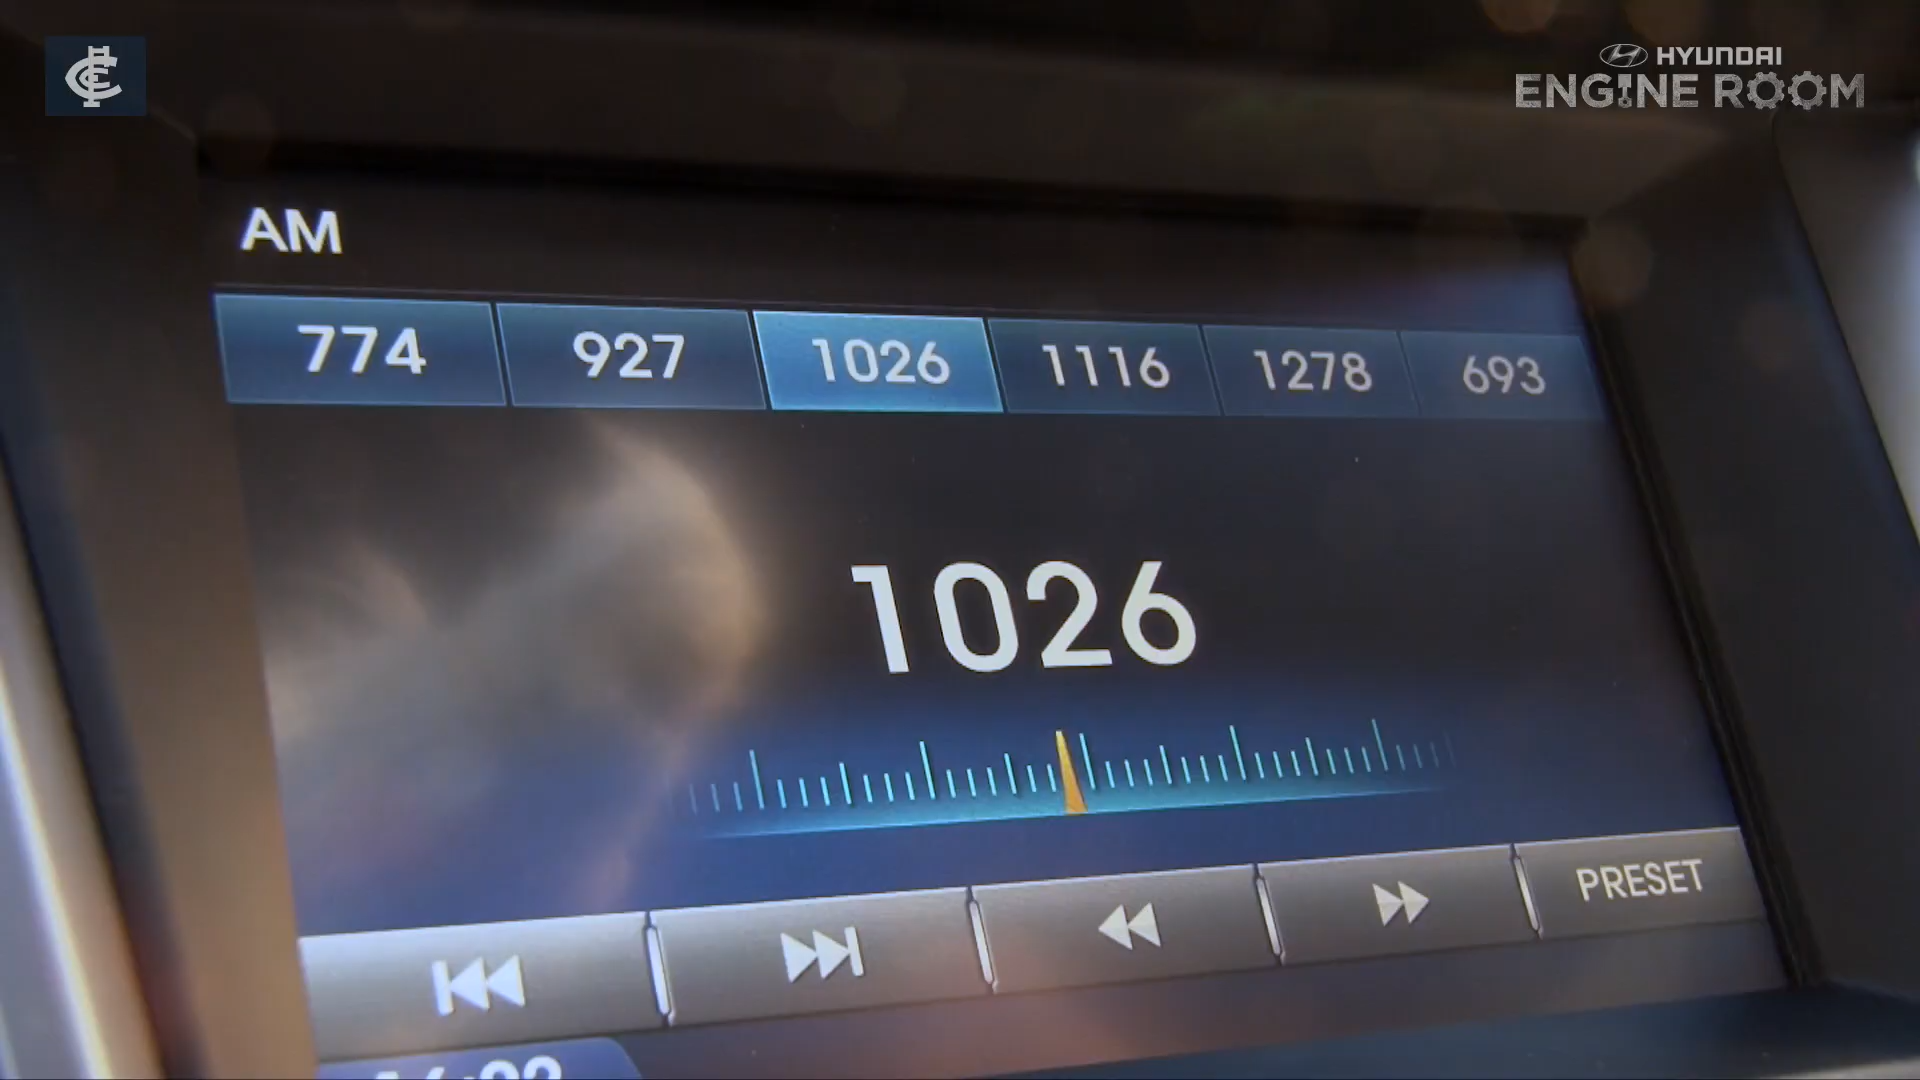 HYUNDAI
ENGINE ROOM
AM
774 927 1026 1116 1278 693
1026
PRESET